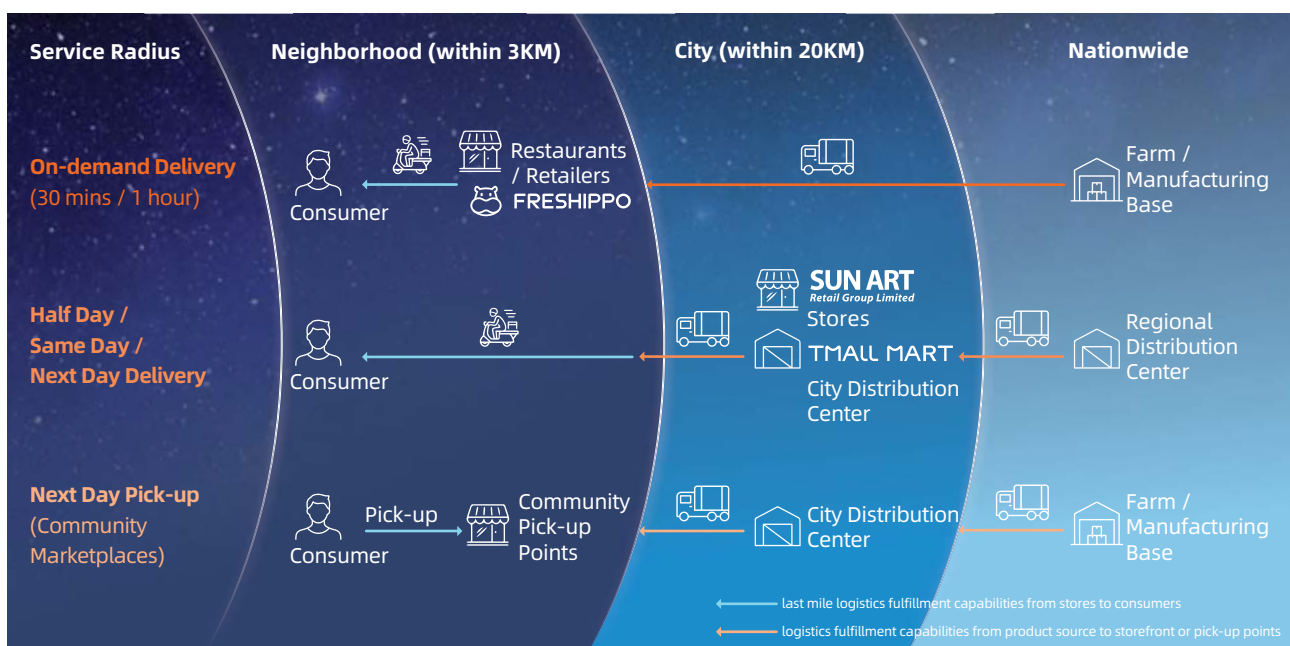 Service Radius
Neighborhood (within 3KM)
City (within 20KM)
Nationwide
On-demand Delivery
(30 mins / 1 hour)
Consumer
Restaurants
/ Retailers
FRESHIPPO
Farm /
Manufacturing
Base
Half Day /
Same Day /
Next Day Delivery
Consumer
SUN ART
Retail Group Limited
Stores
TMALL MART
City Distribution
Center
Regional
Distribution
Center
Next Day Pick-up
(Community
Marketplaces)
Consumer
Pick-up
Community
Pick-up
Points
City Distribution
Center
Farm /
Manufacturing
Base
last mile logistics fulfillment capabilities from stores to consumers
logistics fulfillment capabilities from product source to storefront or pick-up points